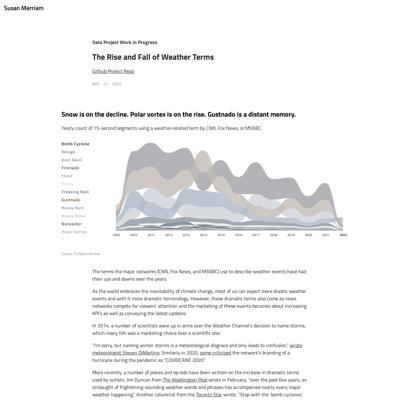 Susan Merriam
Data Project Work in Progress
The Rise and Fall of Weather Terms
Github Project Repo
Snow is on the decline. Polar vortex is on the rise. Gustnado is a distant memory.
Yearly count of 15-second segments using a weather-related term by CNN, Fox News, or MSNBC
Bomb Cyclone
Deluge
Dust Devil
Firenado
Flood
Freezing Rain
Gustnado
Heavy Rain
Heavy Snow
Noreaster
Polar Vortex
2009 2010 2011 2012 2013 2014 2015 2016 2017 2018 2019 2020 2021 2022
The terms the major networks (CNN, Fox News, and MSNBC) use to describe weather events have had
their ups and downs over the years.
As the world embraces the inevitability of climate change, most of us can expect more drastic weather
events and with it more dramatic terminology. However, these dramatic terms also come as news
networks compete for viewers' attention and the marketing of these events becomes about increasing
KPI's as well as conveying the latest updates.
In 2014, a number of scientists were up in arms over the Weather Channel's decision to name storms,
which many felt was a marketing choice over a scientific one.
"I'm sorry, but naming winter storms is a meteorological disgrace and only leads to confusion," wrote
meteorologist Steven DiMartino. Similarly in 2020, some criticized the network's branding of a
hurricane during the pandemic as "COVIDCANE 2020".
More recently, a number of pieces and op-eds have been written on the increase in dramatic terms
used by outlets. Jim Duncan from The Washington Post wrote in February, "over the past few years, an
onslaught of frightening-sounding weather words and phrases has accompanied nearly every major
weather happening." Another columnist from the Toronto Star wrote, "Stop with the 'bomb cyclones'.